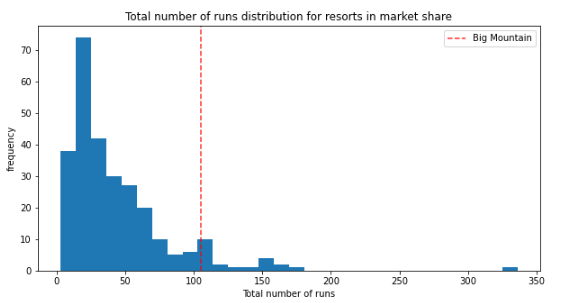 Total number of runs distribution for resorts in market share
Big Mountain
frequency
70
60
50
40
30
20
10
0
0 50 100 150 200 250 300 350
Total number of runs